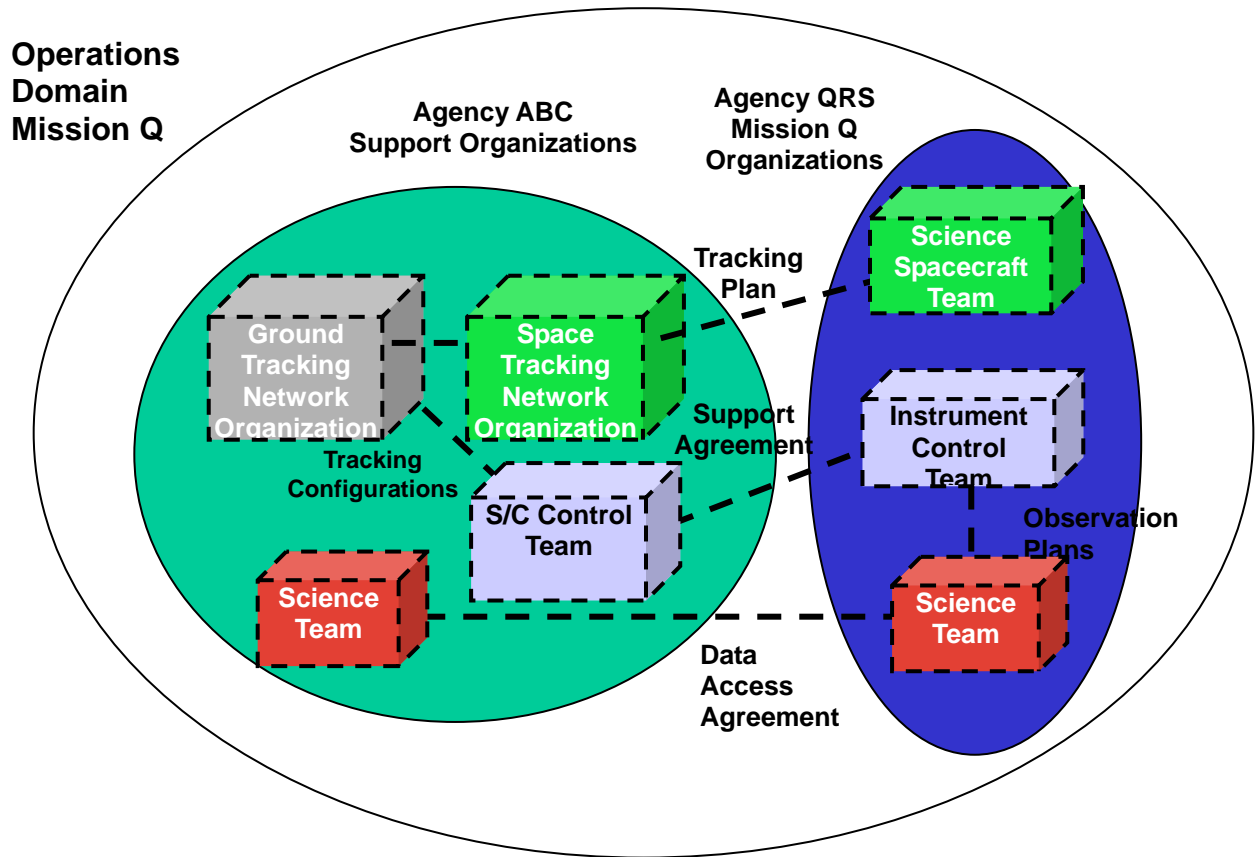 Operations
Domain
Mission Q
Agency ABC
Support Organizations
Agency QRS
Mission Q
Organizations
Science
Spacecraft
Team
Tracking
Plan
Ground
Tracking
Network
Organization
Space
Tracking
Network
Organization
Support
Agreement
Instrument
Control
Team
Tracking
Configurations
S/C Control
Team
Observation
Plans
Science
Team
Science
Team
Data
Access
Agreement